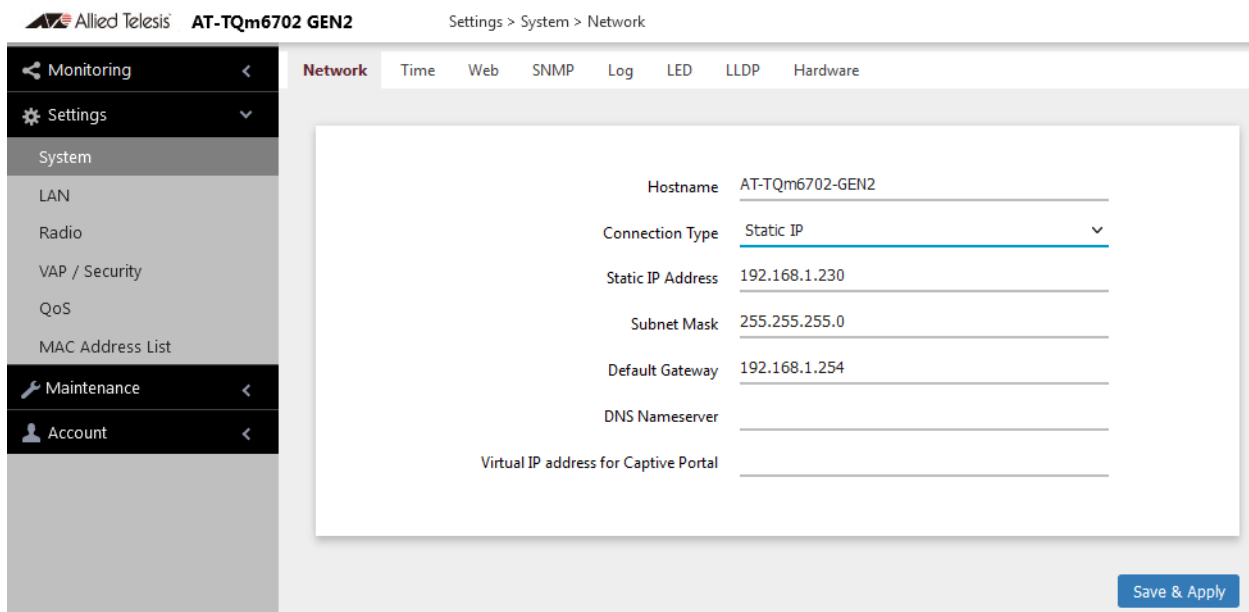 Allied Telesis AT-TQm6702 GEN2 Settings > System > Network
Monitoring
Settings
System
LAN
Radio
VAP / Security
QoS
MAC Address List
Maintenance
Account
Network Time Web SNMP Log LED LLDP Hardware
Hostname AT-TQm6702-GEN2
Connection Type Static IP
Static IP Address 192.168.1.230
Subnet Mask 255.255.255.0
Default Gateway 192.168.1.254
DNS Nameserver
Virtual IP address for Captive Portal
Save & Apply